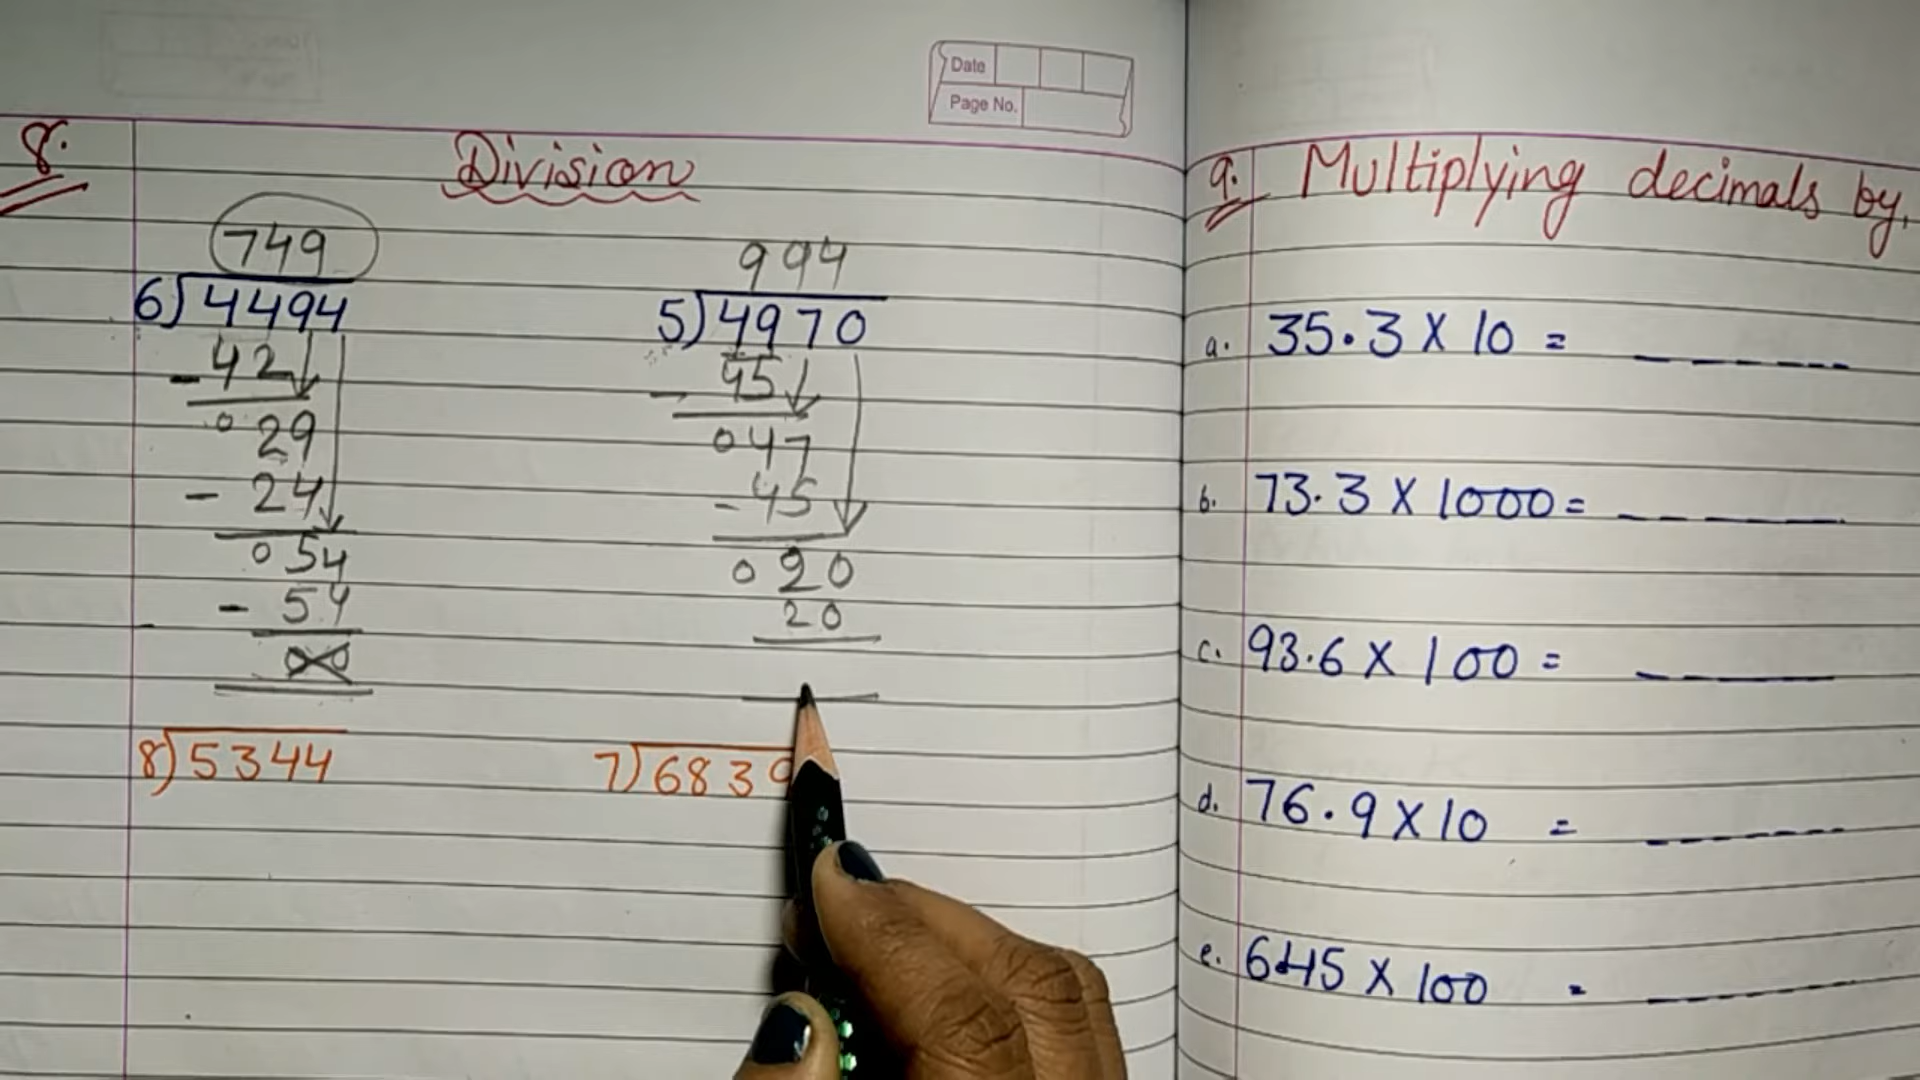 Date
Page No.
8.
Division
749
6)4494
-42
029
-24
054
-54
00
994
5)4970
-45
047
-45
020
20
8)5344
7)6839
9. Multiplying decimals by,
a. 35.3 X 10 = _ _ _ _ _ _
b. 73.3 X 1000 = _ _ _ _ _
c. 93.6 X 100 = _ _ _ _ _
d. 76.9 X 10 = _ _ _ _ _ _
e. 645 X 100 = _ _ _ _ _ _